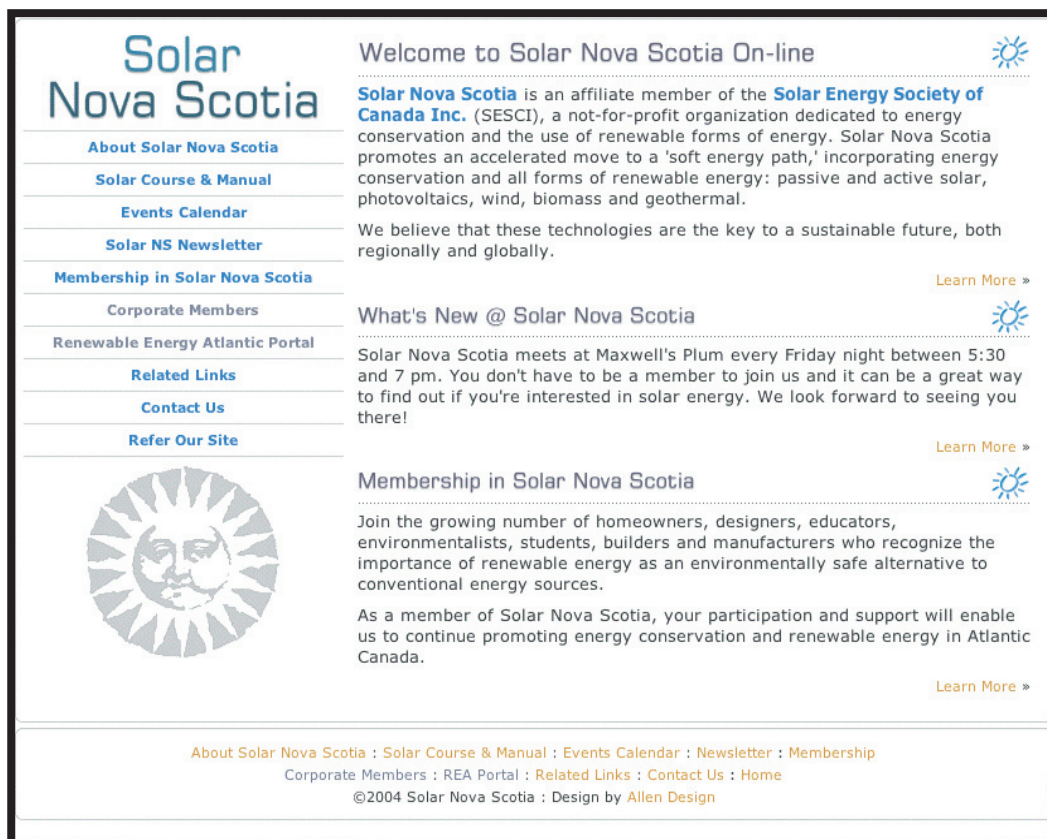 Solar
Nova Scotia
About Solar Nova Scotia
Solar Course & Manual
Events Calendar
Solar NS Newsletter
Membership in Solar Nova Scotia
Corporate Members
Renewable Energy Atlantic Portal
Related Links
Contact Us
Refer Our Site
Welcome to Solar Nova Scotia On-line
Solar Nova Scotia is an affiliate member of the Solar Energy Society of
Canada Inc. (SESCI), a not-for-profit organization dedicated to energy
conservation and the use of renewable forms of energy. Solar Nova Scotia
promotes an accelerated move to a 'soft energy path,' incorporating energy
conservation and all forms of renewable energy: passive and active solar,
photovoltaics, wind, biomass and geothermal.
We believe that these technologies are the key to a sustainable future, both
regionally and globally.
Learn More »
What's New @ Solar Nova Scotia
Solar Nova Scotia meets at Maxwell's Plum every Friday night between 5:30
and 7 pm. You don't have to be a member to join us and it can be a great way
to find out if you're interested in solar energy. We look forward to seeing you
there!
Learn More »
Membership in Solar Nova Scotia
Join the growing number of homeowners, designers, educators,
environmentalists, students, builders and manufacturers who recognize the
importance of renewable energy as an environmentally safe alternative to
conventional energy sources.
As a member of Solar Nova Scotia, your participation and support will enable
us to continue promoting energy conservation and renewable energy in Atlantic
Canada.
Learn More »
About Solar Nova Scotia : Solar Course & Manual : Events Calendar : Newsletter : Membership
Corporate Members : REA Portal : Related Links : Contact Us : Home
©2004 Solar Nova Scotia : Design by Allen Design